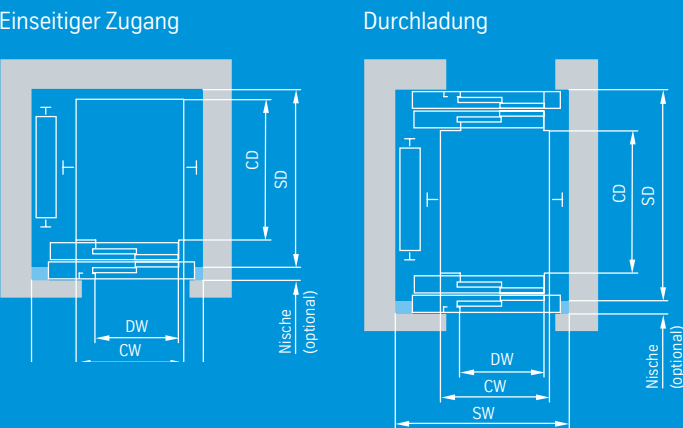 Einseitiger Zugang
CD
SD
DW
CW
Nische
(optional)
Durchladung
CD
SD
DW
CW
SW
Nische
(optional)